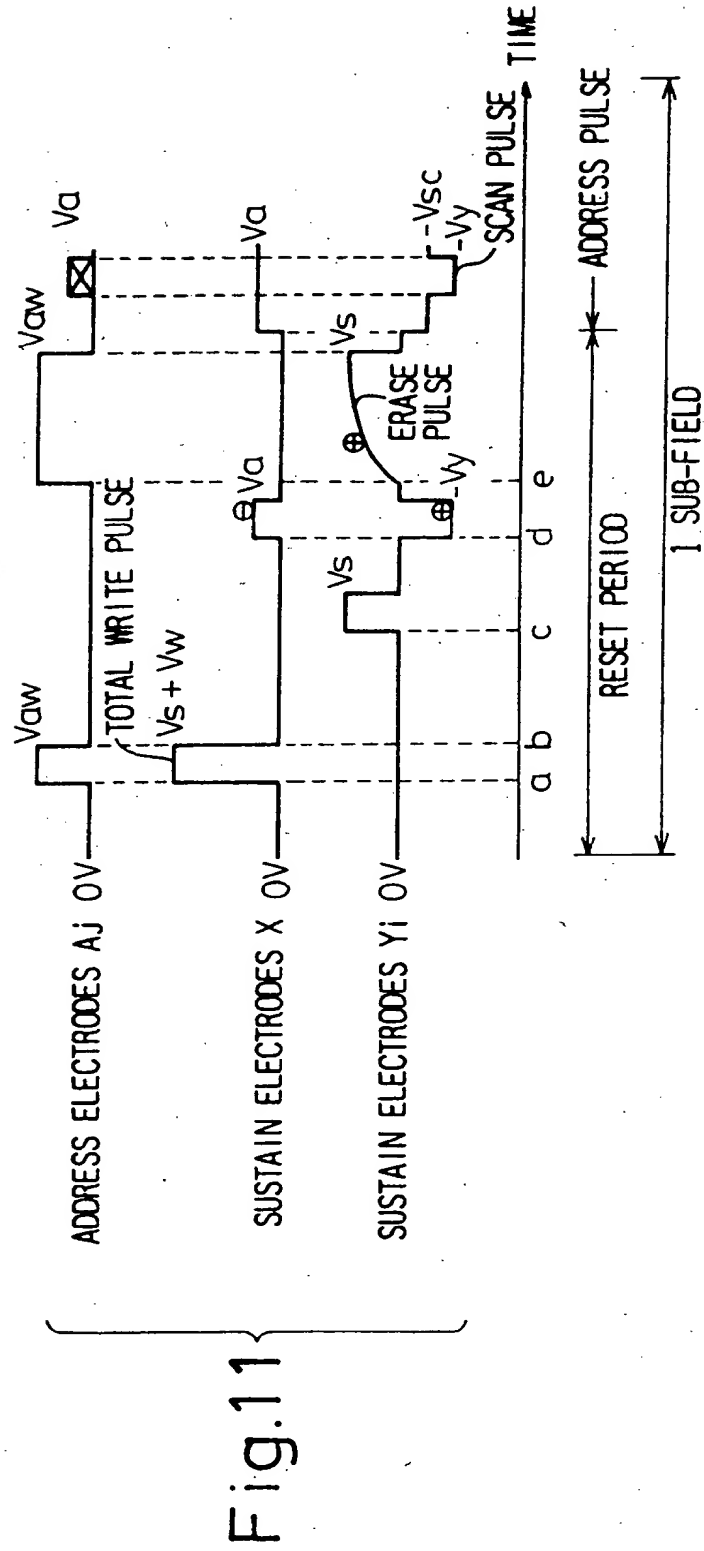 Fig.11
ADDRESS ELECTRODES Aj 0V
Vaw
Vaw
Va
TOTAL WRITE PULSE
SUSTAIN ELECTRODES X 0V
Vs + Vw
⊖
Va
Va
SUSTAIN ELECTRODES Yi 0V
Vs
⊕
-Vy
⊕
ERASE PULSE
Vs
-Vsc
-Vy
SCAN PULSE
a b c d e
TIME
RESET PERIOD
ADDRESS PULSE
1 SUB-FIELD